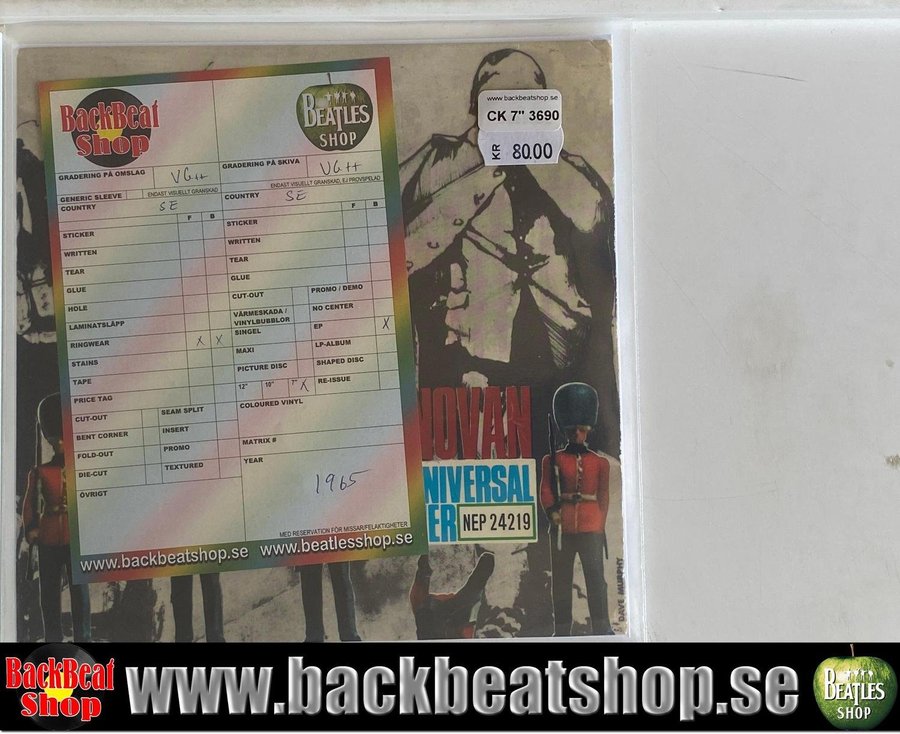 BackBeat
Shop
BEATLES
SHOP
GRADERING PÅ OMSLAG VG++
GENERIC SLEEVE ENDAST VISUELLT GRANSKAD
COUNTRY SE
F B
STICKER
WRITTEN
TEAR
GLUE
HOLE
LAMINATSLÄPP
RINGWEAR X X
STAINS
TAPE
PRICE TAG
CUT-OUT SEAM SPLIT
BENT CORNER INSERT
FOLD-OUT PROMO
DIE-CUT TEXTURED
ÖVRIGT
GRADERING PÅ SKIVA VG++
ENDAST VISUELLT GRANSKAD, EJ PROVSPELAD
COUNTRY SE
F B
STICKER
WRITTEN
TEAR
GLUE
CUT-OUT PROMO / DEMO
VÄRMESKADA / NO CENTER
VINYLBUBBLOR
SINGEL EP X
MAXI LP-ALBUM
PICTURE DISC SHAPED DISC
12" 10" 7" X RE-ISSUE
COLOURED VINYL
MATRIX #
YEAR
1965
MED RESERVATION FÖR MISSAR/FELAKTIGHETER
www.backbeatshop.se www.beatlesshop.se
www.backbeatshop.se
CK 7" 3690
KR 80.00
NOVAN
NIVERSAL
ER NEP 24219
DAVE MURPHY
BackBeat
Shop
www.backbeatshop.se
BEATLES
SHOP